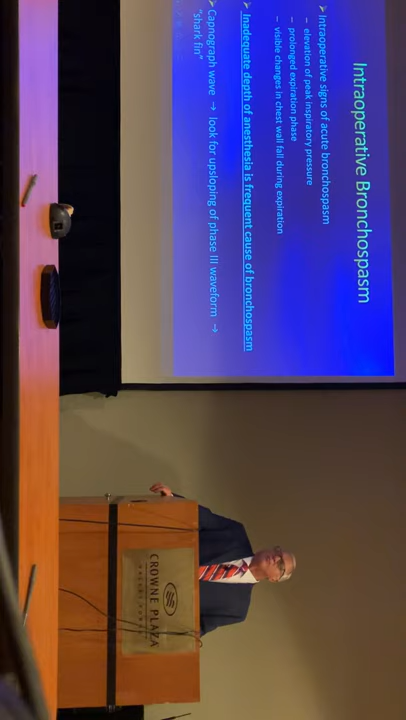 Intraoperative Bronchospasm
➢ Intraoperative signs of acute bronchospasm
– elevation of peak inspiratory pressure
– prolonged expiration phase
– visible changes in chest wall fall during expiration
➢ Inadequate depth of anesthesia is frequent cause of bronchospasm
➢ Capnograph wave → look for upsloping of phase III waveform →
"shark fin"
CROWNE PLAZA